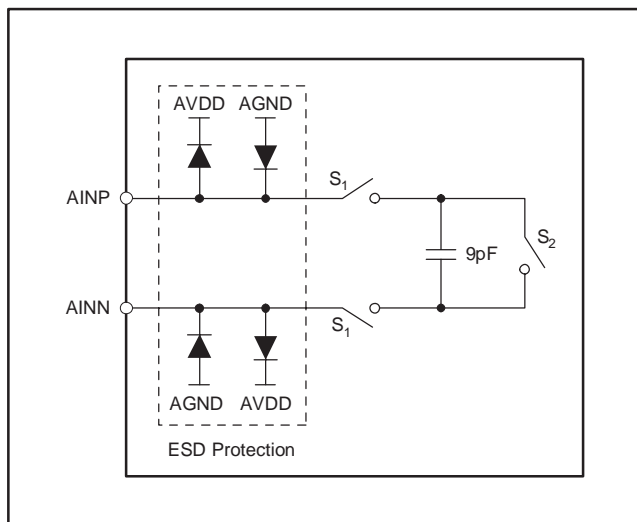 AVDD AGND
S1
AINP
S2
9pF
AINN
S1
AGND AVDD
ESD Protection